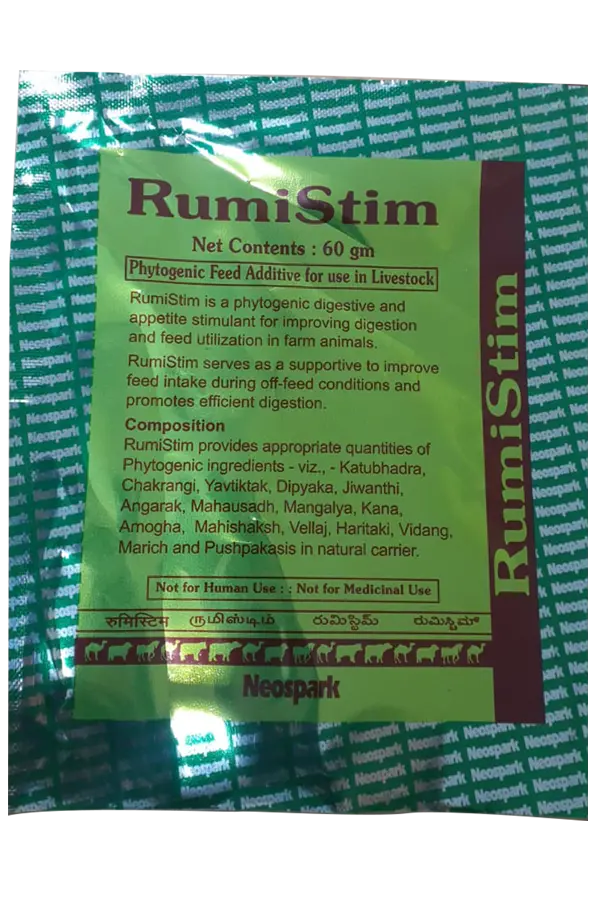 RumiStim
Net Contents : 60 gm
Phytogenic Feed Additive for use in Livestock
RumiStim is a phytogenic digestive and
appetite stimulant for improving digestion
and feed utilization in farm animals.
RumiStim serves as a supportive to improve
feed intake during off-feed conditions and
promotes efficient digestion.
Composition
RumiStim provides appropriate quantities of
Phytogenic ingredients - viz., - Katubhadra,
Chakrangi, Yavtiktak, Dipyaka, Jiwanthi,
Angarak, Mahausadh, Mangalya, Kana,
Amogha, Mahishaksh, Vellaj, Haritaki, Vidang,
Marich and Pushpakasis in natural carrier.
Not for Human Use : : Not for Medicinal Use
रुमिस्टिम ருமிஸ்டிம் రుమిస్టిమ్ ರುಮಿಸ್ಟಿಮ್
Neospark
RumiStim
Neospark